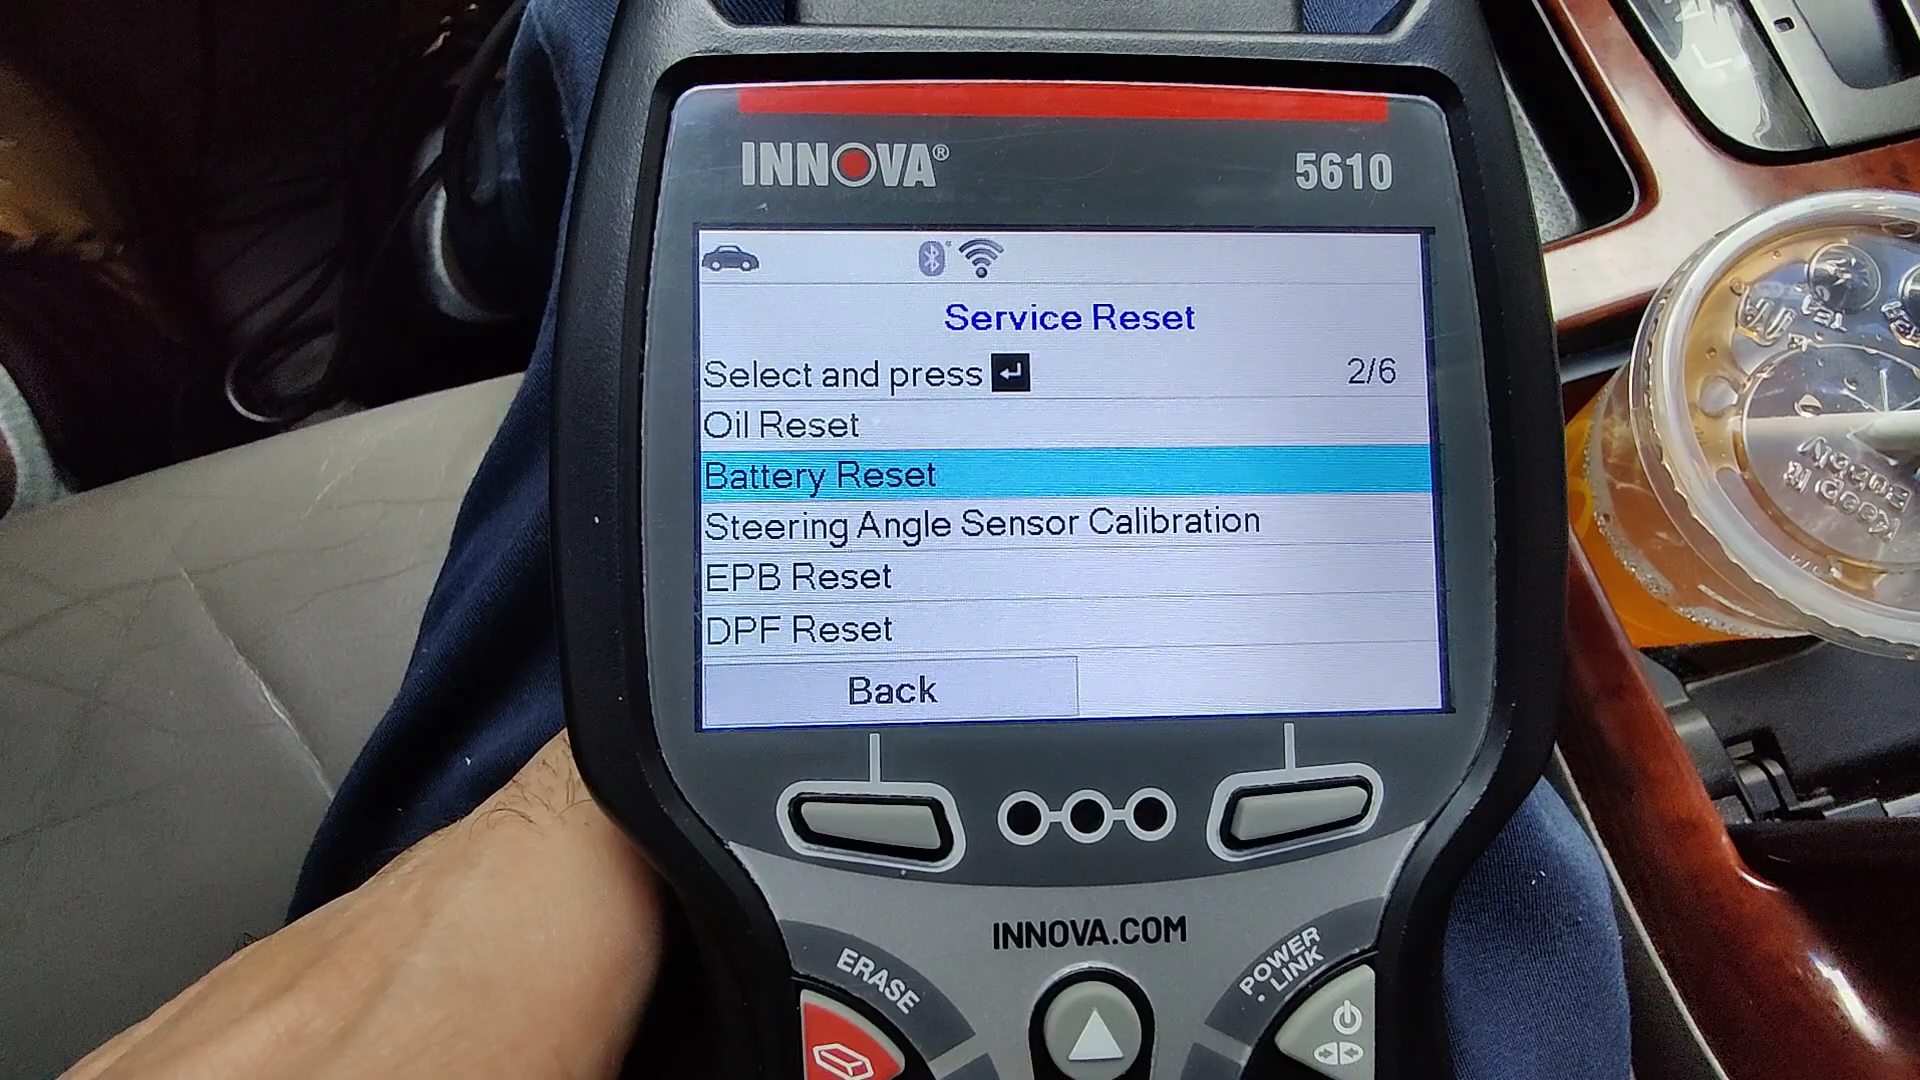 INNOVA®
5610
Service Reset
Select and press
2/6
Oil Reset
Battery Reset
Steering Angle Sensor Calibration
EPB Reset
DPF Reset
Back
INNOVA.COM
ERASE
POWER
LINK